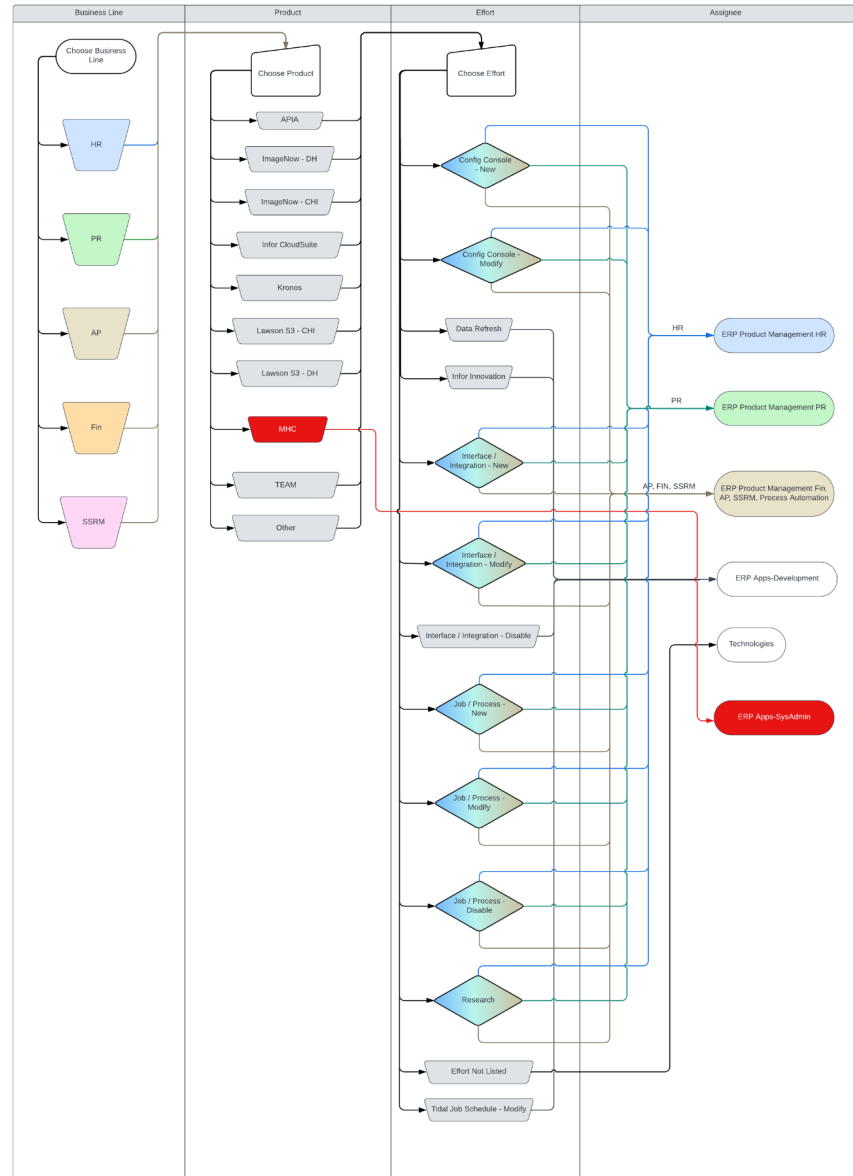 Business Line
Product
Effort
Assignee
Choose Business
Line
HR
PR
AP
Fin
SSRM
Choose Product
APIA
ImageNow - DH
ImageNow - CHI
Infor CloudSuite
Kronos
Lawson S3 - CHI
Lawson S3 - DH
MHC
TEAM
Other
Choose Effort
Config Console
- New
Config Console -
Modify
Data Refresh
Infor Innovation
Interface /
Integration - New
Interface /
Integration - Modify
Interface / Integration - Disable
Job / Process -
New
Job / Process -
Modify
Job / Process -
Disable
Research
Effort Not Listed
Tidal Job Schedule - Modify
HR
ERP Product Management HR
PR
ERP Product Management PR
AP, FIN, SSRM
ERP Product Management Fin,
AP, SSRM, Process Automation
ERP Apps-Development
Technologies
ERP Apps-SysAdmin